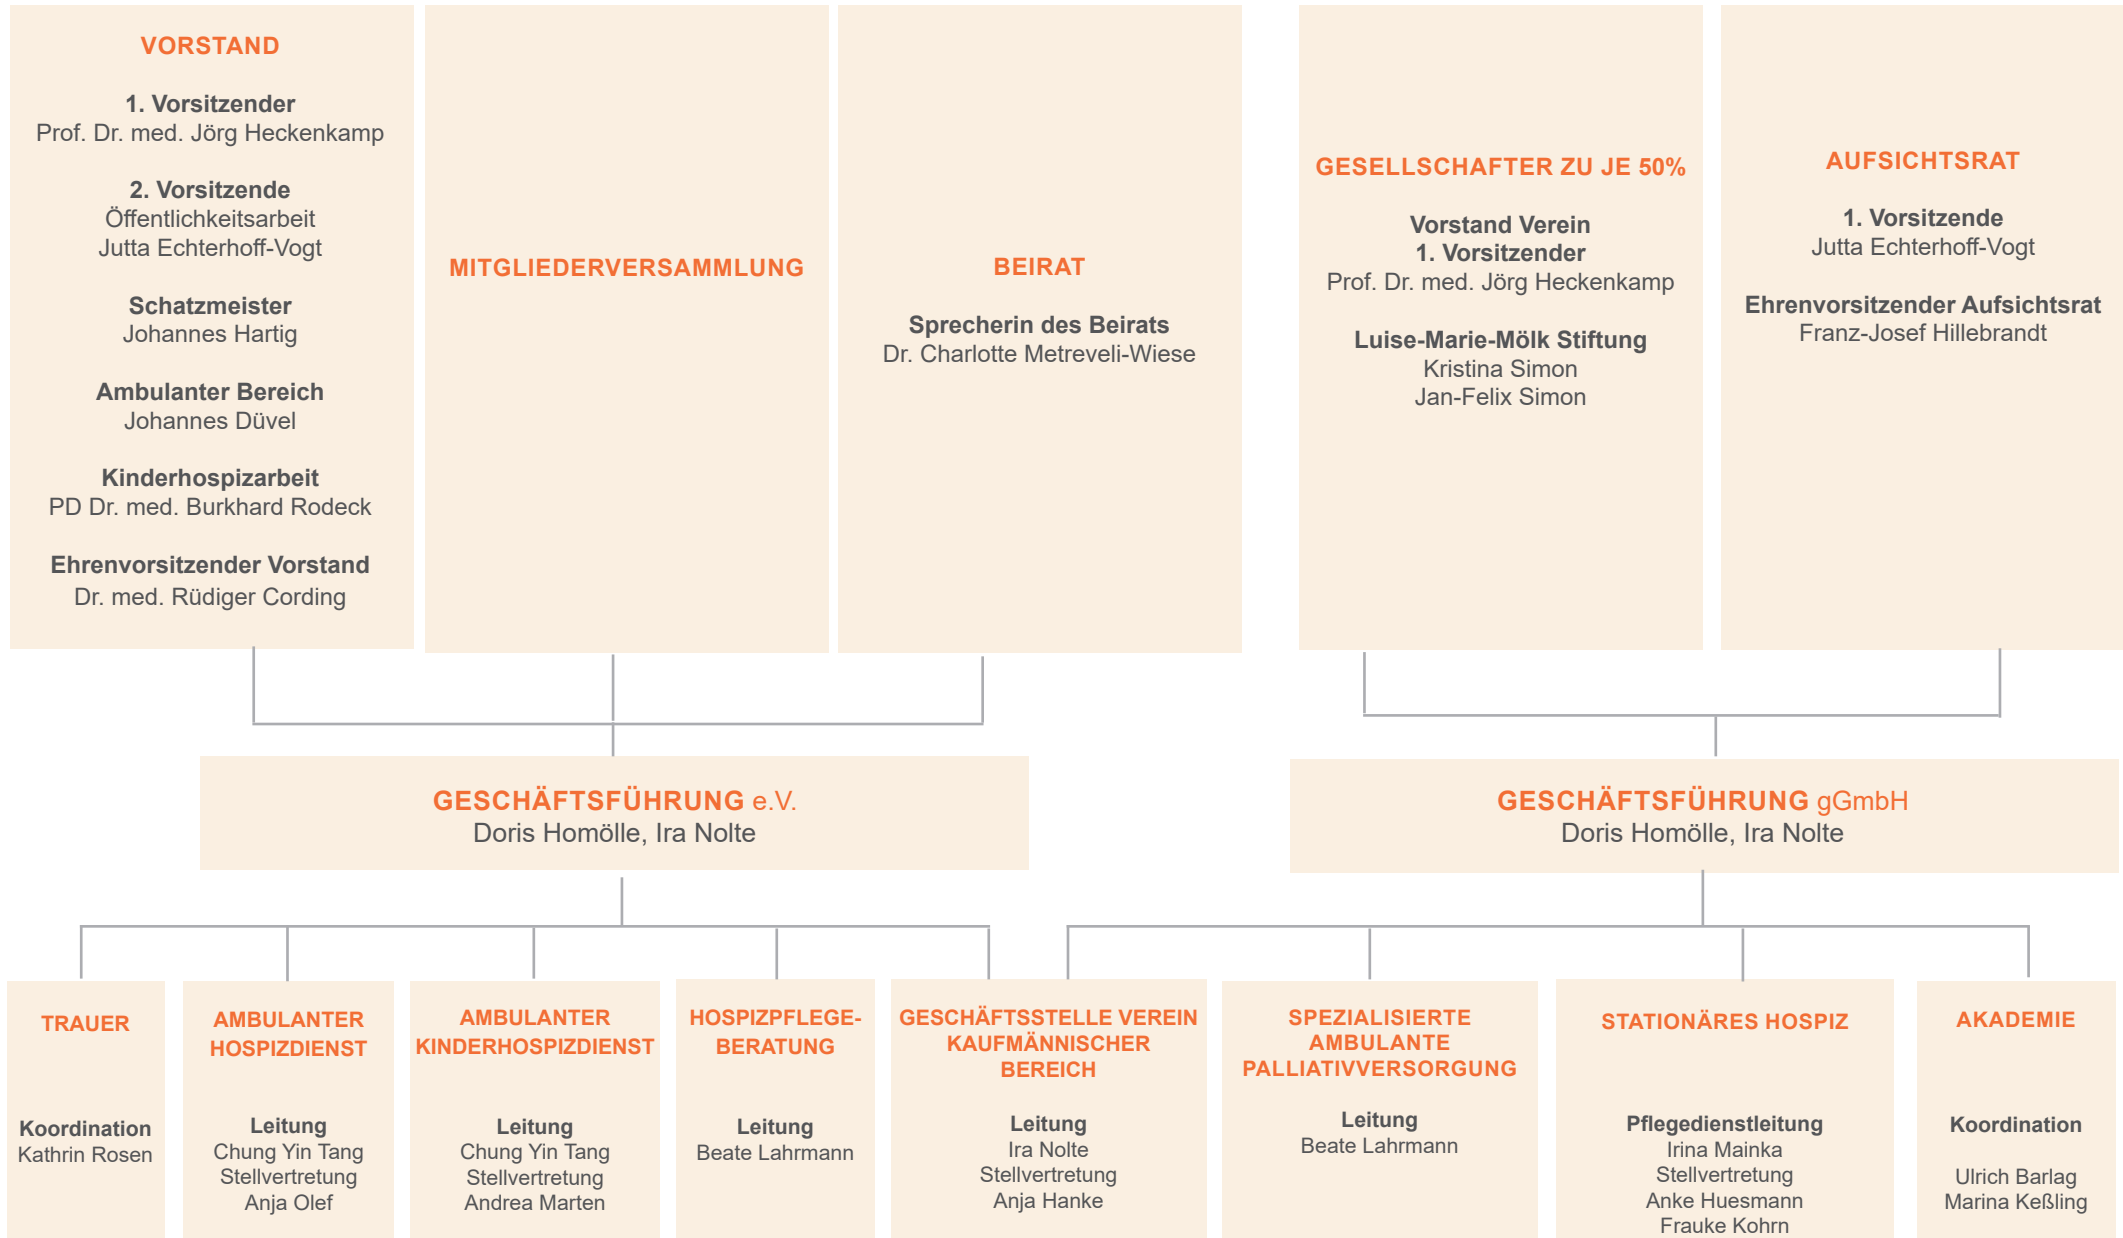 VORSTAND
1. Vorsitzender
Prof. Dr. med. Jörg Heckenkamp
2. Vorsitzende
Öffentlichkeitsarbeit
Jutta Echterhoff-Vogt
Schatzmeister
Johannes Hartig
Ambulanter Bereich
Johannes Düvel
Kinderhospizarbeit
PD Dr. med. Burkhard Rodeck
Ehrenvorsitzender Vorstand
Dr. med. Rüdiger Cording
MITGLIEDERVERSAMMLUNG
BEIRAT
Sprecherin des Beirats
Dr. Charlotte Metreveli-Wiese
GESELLSCHAFTER ZU JE 50%
Vorstand Verein
1. Vorsitzender
Prof. Dr. med. Jörg Heckenkamp
Luise-Marie-Mölk Stiftung
Kristina Simon
Jan-Felix Simon
AUFSICHTSRAT
1. Vorsitzende
Jutta Echterhoff-Vogt
Ehrenvorsitzender Aufsichtsrat
Franz-Josef Hillebrandt
GESCHÄFTSFÜHRUNG e.V.
Doris Homölle, Ira Nolte
GESCHÄFTSFÜHRUNG gGmbH
Doris Homölle, Ira Nolte
TRAUER
Koordination
Kathrin Rosen
AMBULANTER
HOSPIZDIENST
Leitung
Chung Yin Tang
Stellvertretung
Anja Olef
AMBULANTER
KINDERHOSPIZDIENST
Leitung
Chung Yin Tang
Stellvertretung
Andrea Marten
HOSPIZPFLEGE-
BERATUNG
Leitung
Beate Lahrmann
GESCHÄFTSSTELLE VEREIN
KAUFMÄNNISCHER
BEREICH
Leitung
Ira Nolte
Stellvertretung
Anja Hanke
SPEZIALISIERTE
AMBULANTE
PALLIATIVVERSORGUNG
Leitung
Beate Lahrmann
STATIONÄRES HOSPIZ
Pflegedienstleitung
Irina Mainka
Stellvertretung
Anke Huesmann
Frauke Kohrn
AKADEMIE
Koordination
Ulrich Barlag
Marina Keßling